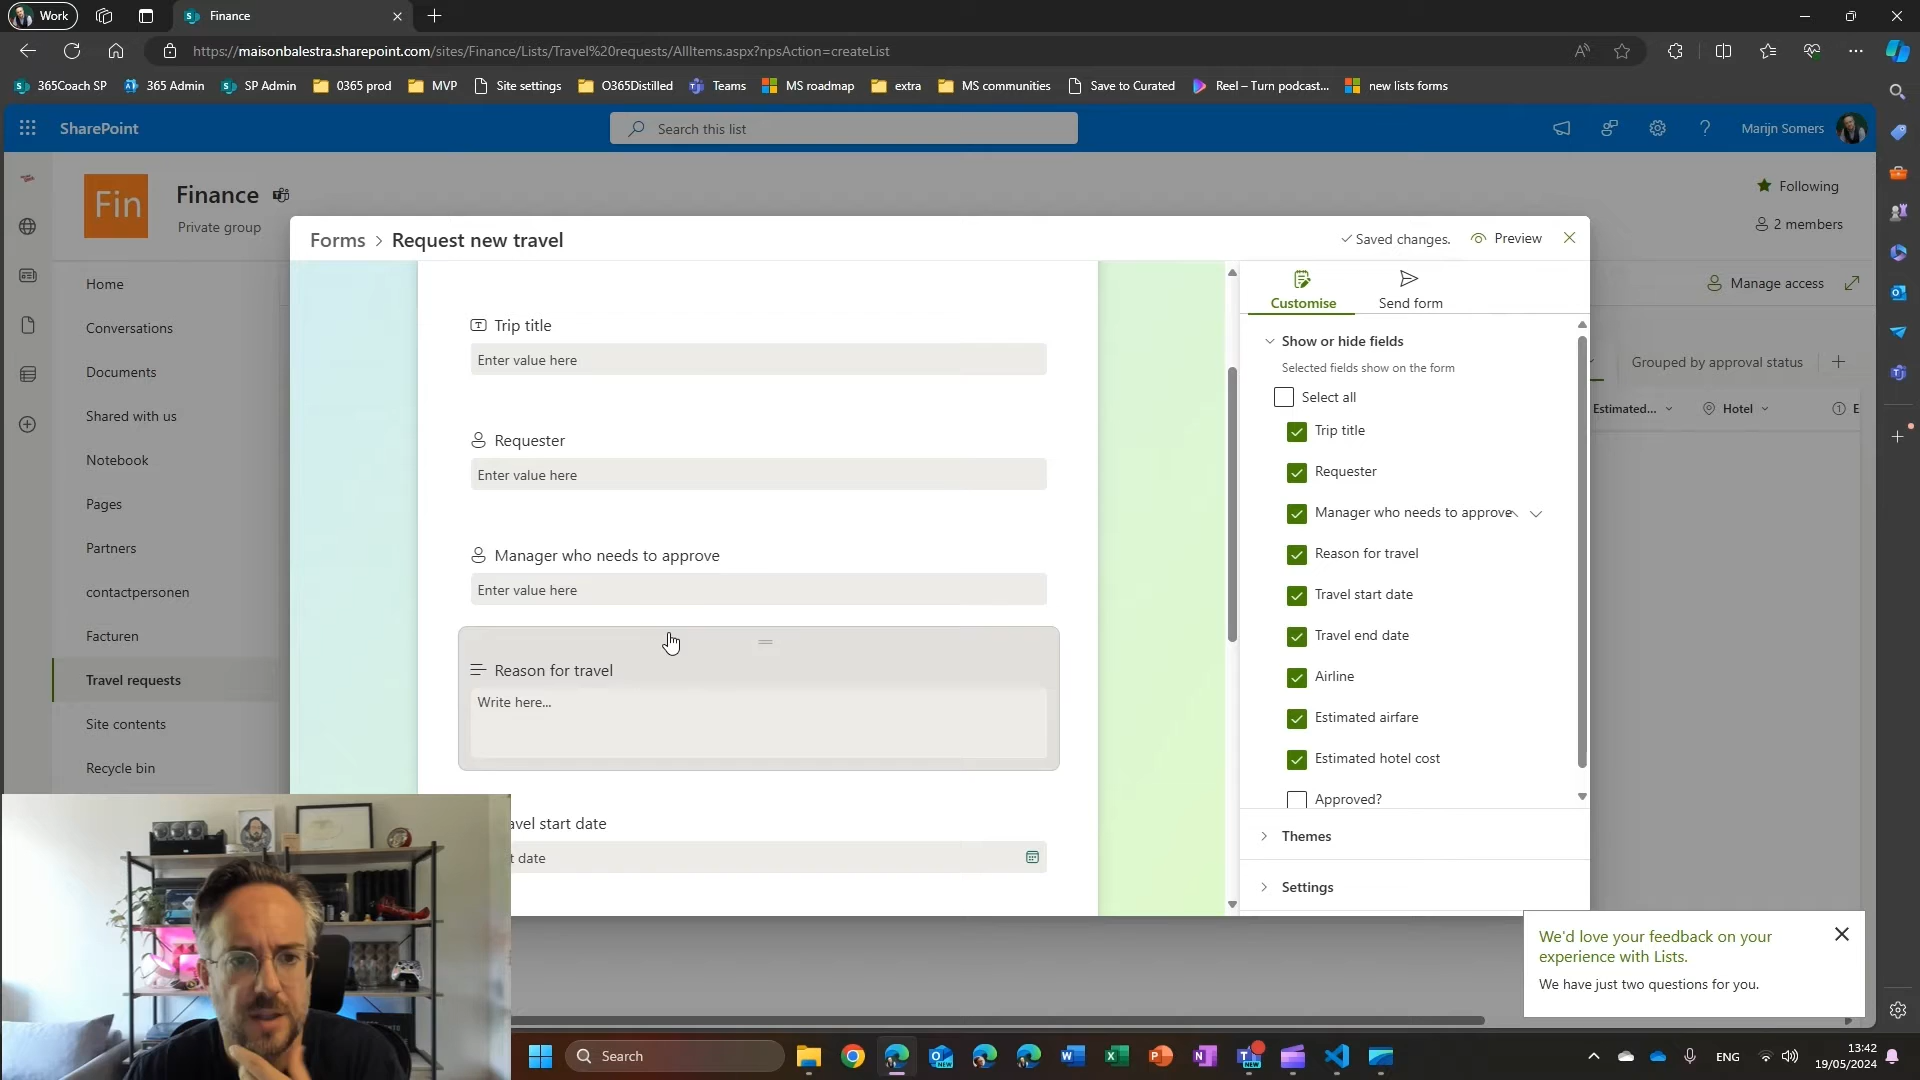 Work
Finance
https://maisonbalestra.sharepoint.com/sites/Finance/Lists/Travel%20requests/AllItems.aspx?npsAction=createList
365Coach SP
365 Admin
SP Admin
0365 prod
MVP
Site settings
O365Distilled
Teams
MS roadmap
extra
MS communities
Save to Curated
Reel – Turn podcast...
new lists forms
SharePoint
Search this list
Marijn Somers
Fin
Finance
Private group
Following
2 members
Home
Conversations
Documents
Shared with us
Notebook
Pages
Partners
contactpersonen
Facturen
Travel requests
Site contents
Recycle bin
Manage access
Grouped by approval status
Estimated...
Hotel
E
Forms > Request new travel
Saved changes.
Preview
Trip title
Enter value here
Requester
Enter value here
Manager who needs to approve
Enter value here
Reason for travel
Write here...
avel start date
t date
Customise
Send form
Show or hide fields
Selected fields show on the form
Select all
Trip title
Requester
Manager who needs to approve
Reason for travel
Travel start date
Travel end date
Airline
Estimated airfare
Estimated hotel cost
Approved?
Themes
Settings
We'd love your feedback on your
experience with Lists.
We have just two questions for you.
Search
ENG
13:42
19/05/2024